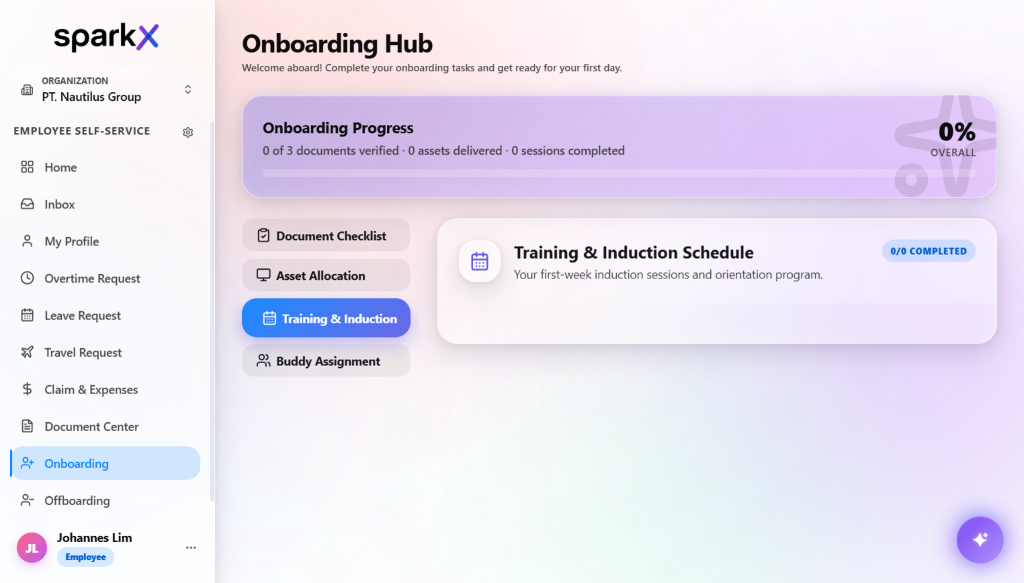 sparkX
ORGANIZATION
PT. Nautilus Group
EMPLOYEE SELF-SERVICE
Home
Inbox
My Profile
Overtime Request
Leave Request
Travel Request
Claim & Expenses
Document Center
Onboarding
Offboarding
JL
Johannes Lim
Employee
Onboarding Hub
Welcome aboard! Complete your onboarding tasks and get ready for your first day.
Onboarding Progress
0 of 3 documents verified · 0 assets delivered · 0 sessions completed
0%
OVERALL
Document Checklist
Asset Allocation
Training & Induction
Buddy Assignment
Training & Induction Schedule
Your first-week induction sessions and orientation program.
0/0 COMPLETED